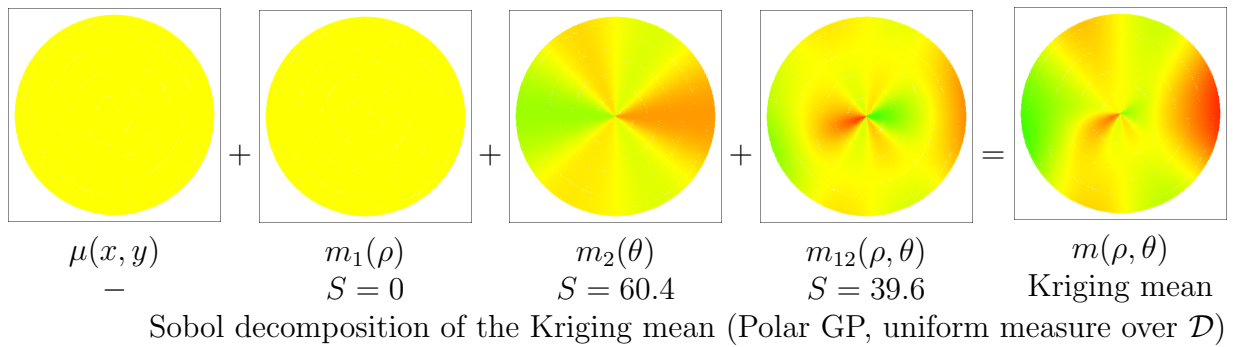 + + + =
μ(x, y) m₁(ρ) m₂(θ) m₁₂(ρ, θ) m(ρ, θ)
− S = 0 S = 60.4 S = 39.6 Kriging mean
Sobol decomposition of the Kriging mean (Polar GP, uniform measure over 𝒟)